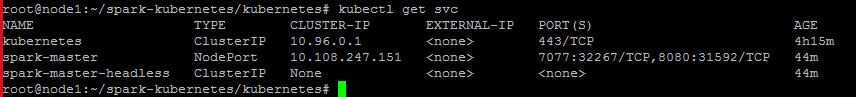 root@node1:~/spark-kubernetes/kubernetes# kubectl get svc
NAME TYPE CLUSTER-IP EXTERNAL-IP PORT(S) AGE
kubernetes ClusterIP 10.96.0.1 <none> 443/TCP 4h15m
spark-master NodePort 10.108.247.151 <none> 7077:32267/TCP,8080:31592/TCP 44m
spark-master-headless ClusterIP None <none> <none> 44m
root@node1:~/spark-kubernetes/kubernetes#